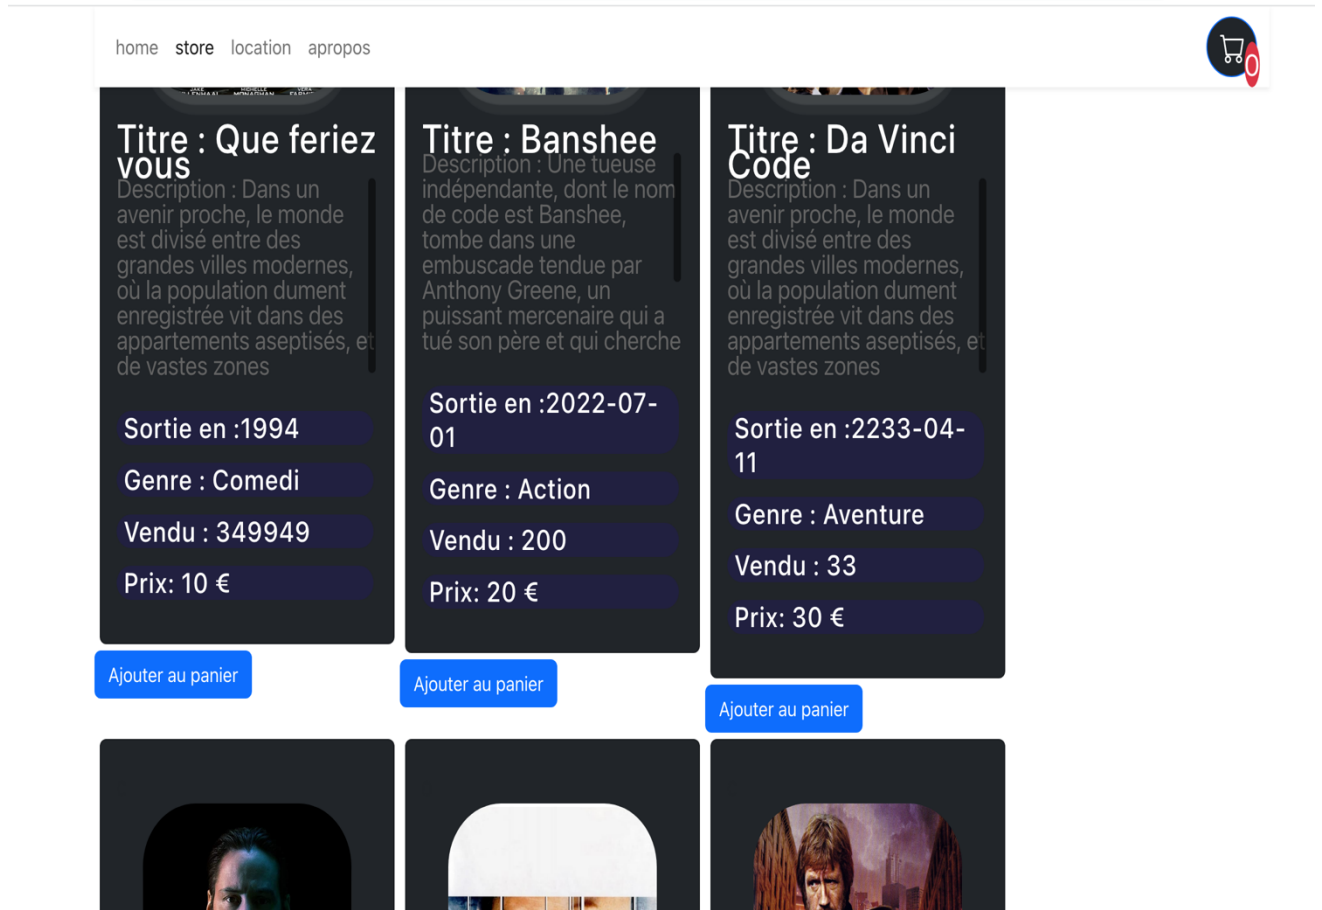 home store location apropos
0
JAKE MICHELLE VERA
MONAGHAN
Titre : Que feriez
vous
Description : Dans un
avenir proche, le monde
est divisé entre des
grandes villes modernes,
où la population dument
enregistrée vit dans des
appartements aseptisés, et
de vastes zones
Sortie en :1994
Genre : Comedi
Vendu : 349949
Prix: 10 €
Ajouter au panier
Titre : Banshee
Description : Une tueuse
indépendante, dont le nom
de code est Banshee,
tombe dans une
embuscade tendue par
Anthony Greene, un
puissant mercenaire qui a
tué son père et qui cherche
Sortie en :2022-07-
01
Genre : Action
Vendu : 200
Prix: 20 €
Ajouter au panier
Titre : Da Vinci
Code
Description : Dans un
avenir proche, le monde
est divisé entre des
grandes villes modernes,
où la population dument
enregistrée vit dans des
appartements aseptisés, et
de vastes zones
Sortie en :2233-04-
11
Genre : Aventure
Vendu : 33
Prix: 30 €
Ajouter au panier